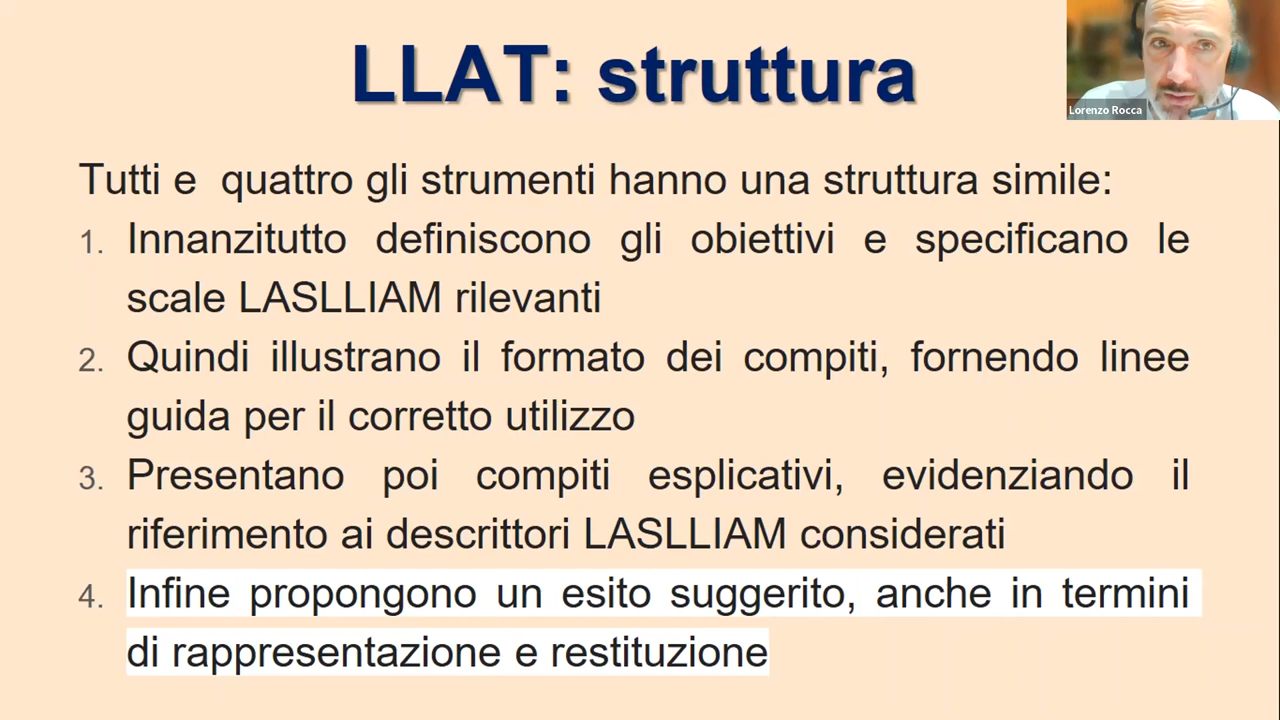 LLAT: struttura
Lorenzo Rocca
Tutti e quattro gli strumenti hanno una struttura simile:
1. Innanzitutto definiscono gli obiettivi e specificano le
scale LASLLIAM rilevanti
2. Quindi illustrano il formato dei compiti, fornendo linee
guida per il corretto utilizzo
3. Presentano poi compiti esplicativi, evidenziando il
riferimento ai descrittori LASLLIAM considerati
4. Infine propongono un esito suggerito, anche in termini
di rappresentazione e restituzione